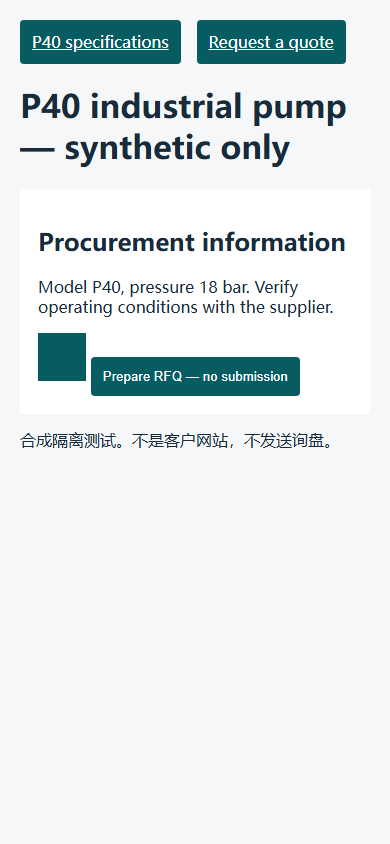 P40 specifications
Request a quote
P40 industrial pump
— synthetic only
Procurement information
Model P40, pressure 18 bar. Verify
operating conditions with the supplier.
Prepare RFQ — no submission
合成隔离测试。不是客户网站，不发送询盘。